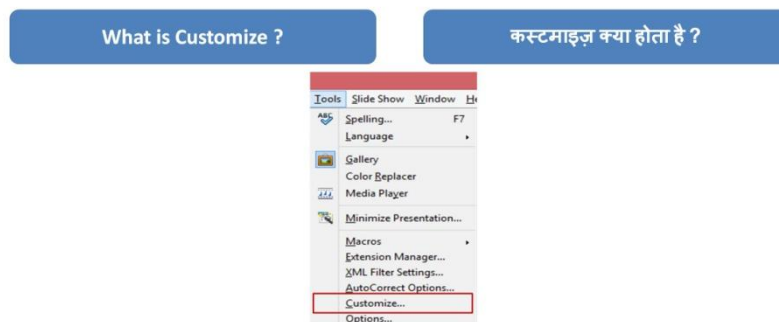 What is Customize ?
कस्टमाइज़ क्या होता है ?
Tools Slide Show Window
Spelling... F7
Language
Gallery
Color Replacer
Media Player
Minimize Presentation...
Macros
Extension Manager...
XML Filter Settings...
AutoCorrect Options...
Customize...
Options...